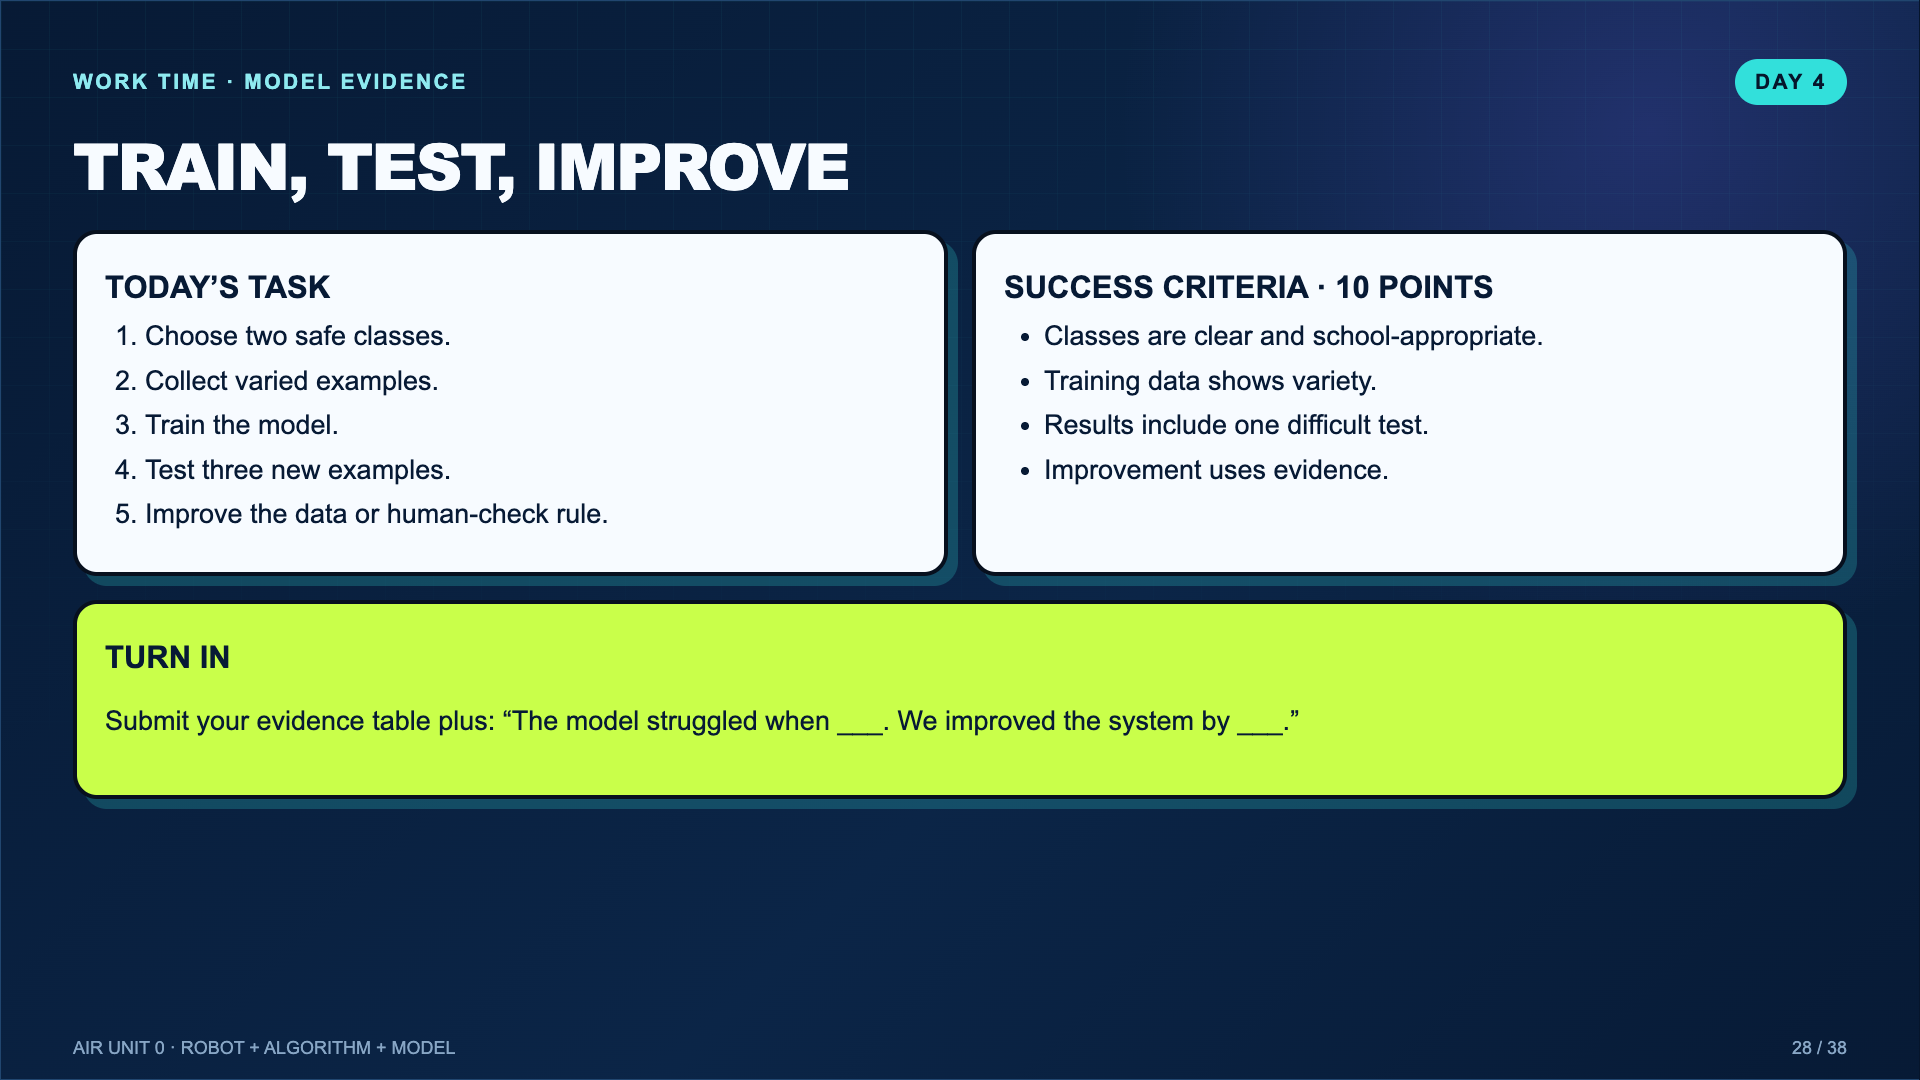 WORK TIME · MODEL EVIDENCE
DAY 4
TRAIN, TEST, IMPROVE
TODAY’S TASK
1. Choose two safe classes.
2. Collect varied examples.
3. Train the model.
4. Test three new examples.
5. Improve the data or human-check rule.
SUCCESS CRITERIA · 10 POINTS
• Classes are clear and school-appropriate.
• Training data shows variety.
• Results include one difficult test.
• Improvement uses evidence.
TURN IN
Submit your evidence table plus: “The model struggled when ___. We improved the system by ___.”
AIR UNIT 0 · ROBOT + ALGORITHM + MODEL
28 / 38